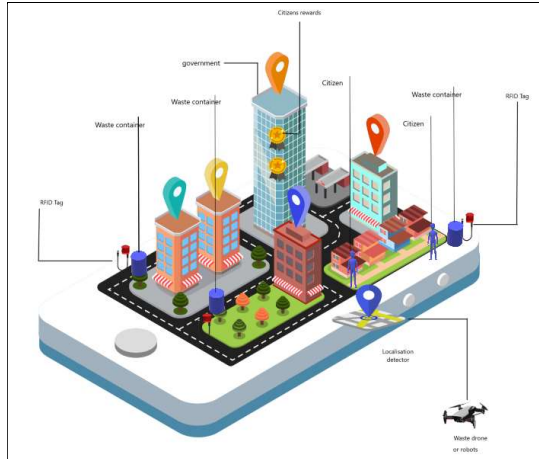 Citizens rewards
government
Citizen
Waste container
Waste container
RFID Tag
Waste container
Citizen
RFID Tag
Localisation
detector
Waste drone
or robots